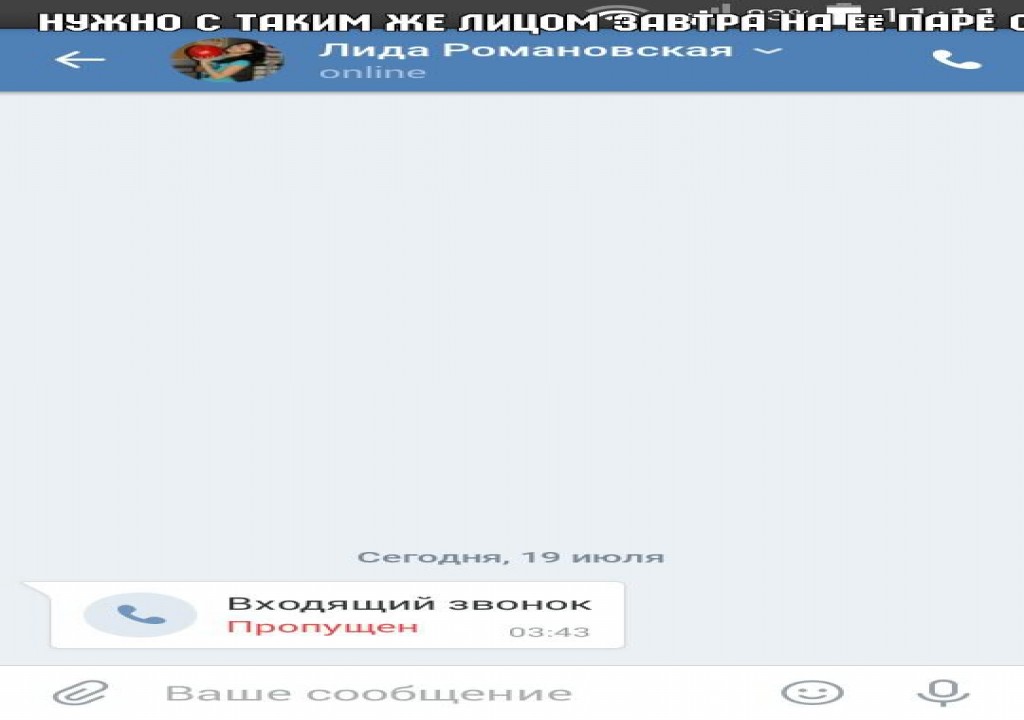 НУЖНО С ТАКИМ ЖЕ ЛИЦОМ ЗАВТРА НА ЕЁ ПАРЕ
Лида Романовская
online
Сегодня, 19 июля
Входящий звонок
Пропущен
03:43
Ваше сообщение